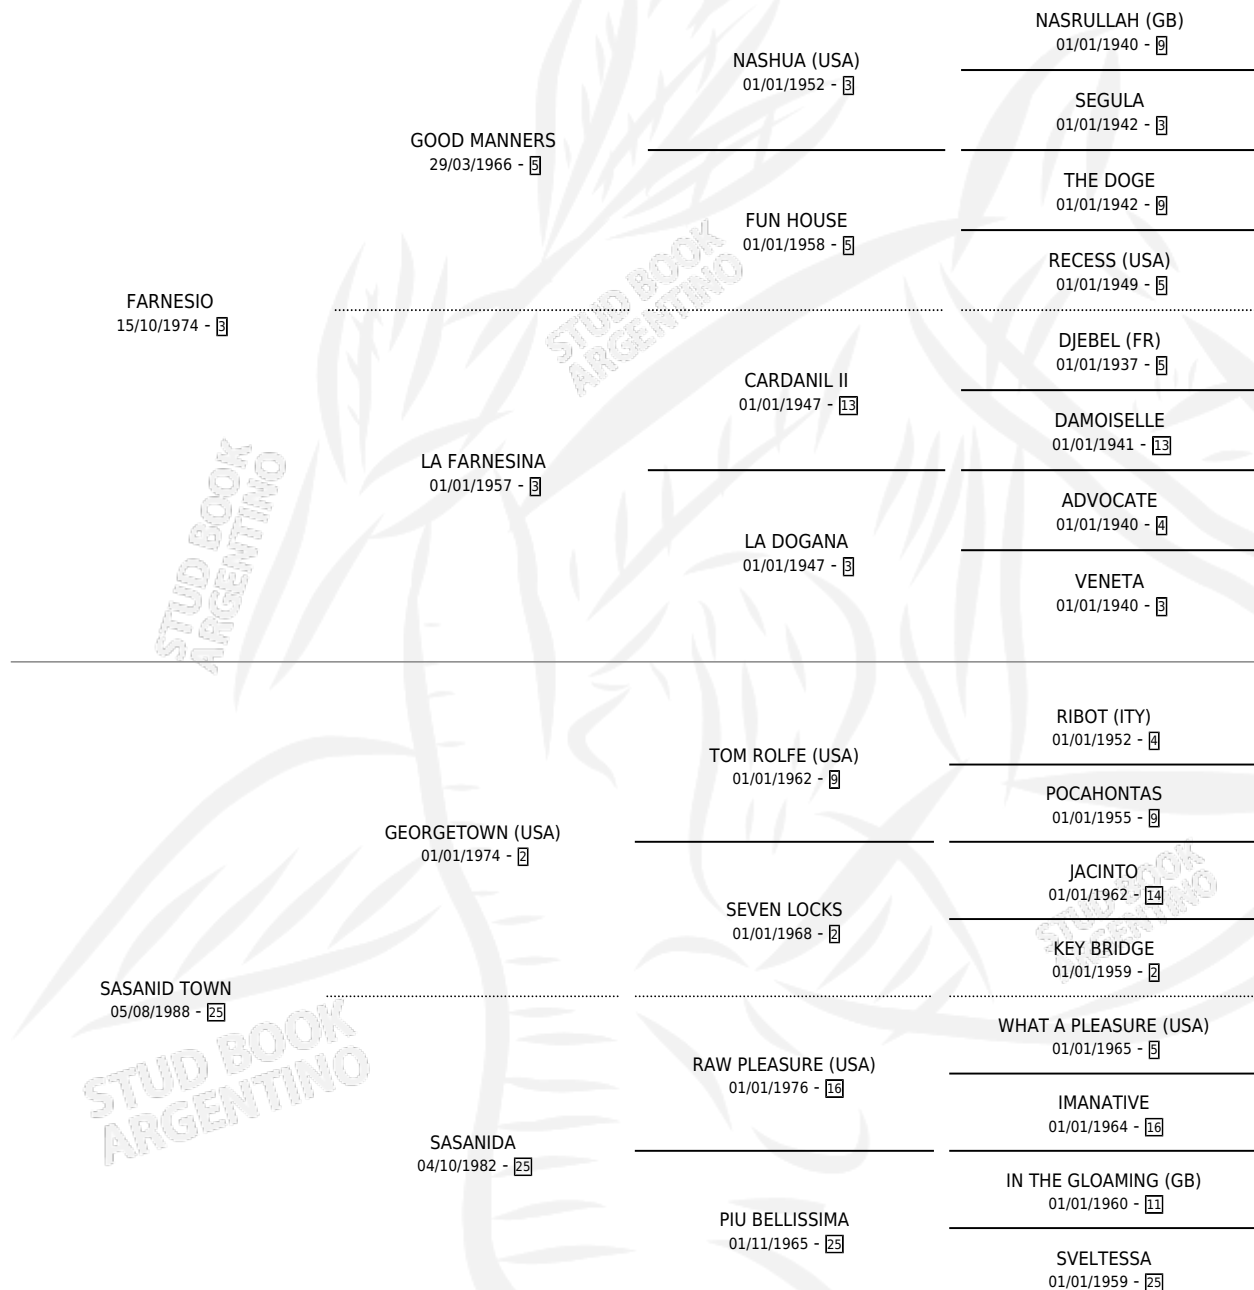 NASRULLAH (GB)
01/01/1940 - 9
NASHUA (USA)
01/01/1952 - 3
SEGULA
01/01/1942 - 3
GOOD MANNERS
29/03/1966 - 5
THE DOGE
01/01/1942 - 9
FUN HOUSE
01/01/1958 - 5
RECESS (USA)
01/01/1949 - 5
FARNESIO
15/10/1974 - 3
DJEBEL (FR)
01/01/1937 - 5
CARDANIL II
01/01/1947 - 13
DAMOISELLE
01/01/1941 - 13
LA FARNESINA
01/01/1957 - 3
ADVOCATE
01/01/1940 - 4
LA DOGANA
01/01/1947 - 3
VENETA
01/01/1940 - 3
RIBOT (ITY)
01/01/1952 - 4
TOM ROLFE (USA)
01/01/1962 - 9
POCAHONTAS
01/01/1955 - 9
GEORGETOWN (USA)
01/01/1974 - 2
JACINTO
01/01/1962 - 14
SEVEN LOCKS
01/01/1968 - 2
KEY BRIDGE
01/01/1959 - 2
SASANID TOWN
05/08/1988 - 25
WHAT A PLEASURE (USA)
01/01/1965 - 5
RAW PLEASURE (USA)
01/01/1976 - 16
IMANATIVE
01/01/1964 - 16
SASANIDA
04/10/1982 - 25
IN THE GLOAMING (GB)
01/01/1960 - 11
PIU BELLISSIMA
01/11/1965 - 25
SVELTESSA
01/01/1959 - 25
STUD BOOK
ARGENTINO
STUD BOOK
ARGENTINO
STUD BOOK
ARGENTINO
STUD BOOK
ARGENTINO